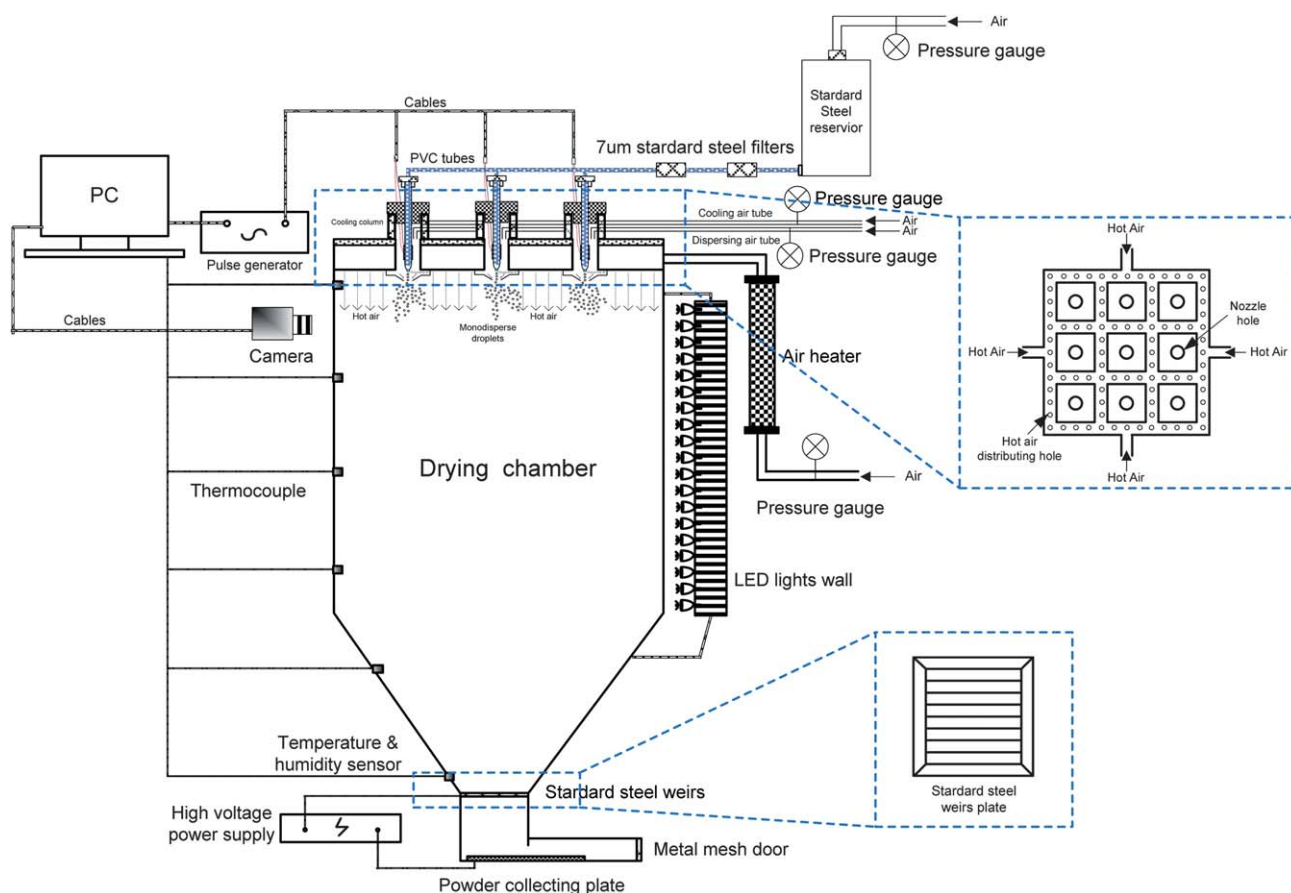 Air
Pressure gauge
Stardard
Steel
reservior
Cables
7um standard steel filters
PVC tubes
PC
Pulse generator
Pressure gauge
Cooling column
Cooling air tube
Air
Dispersing air tube
Air
Pressure gauge
Hot air
Hot air
Monodisperse
droplets
Cables
Camera
Air heater
Hot Air
Nozzle
hole
Hot Air
Hot Air
Hot air
distributing hole
Hot Air
Drying chamber
Thermocouple
Air
Pressure gauge
LED lights wall
Temperature &
humidity sensor
Stardard steel weirs
Stardard steel
weirs plate
High voltage
power supply
Metal mesh door
Powder collecting plate